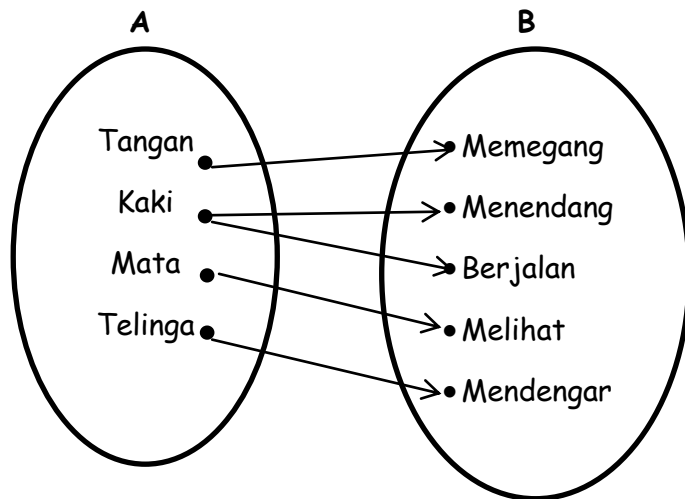 A
B
Tangan
Memegang
Kaki
Menendang
Mata
Berjalan
Telinga
Melihat
Mendengar